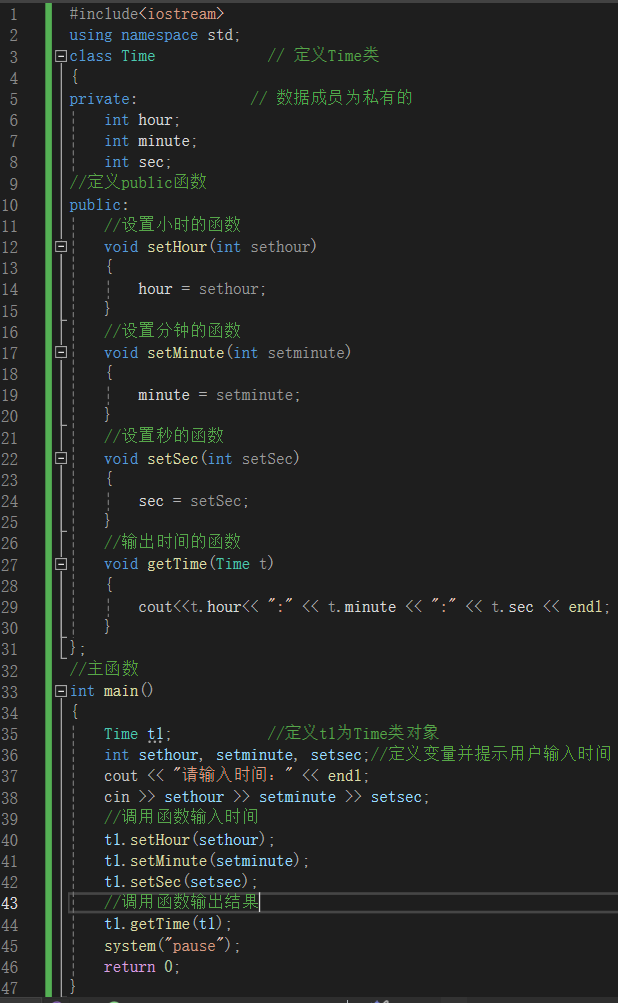 1 #include<iostream>
2 using namespace std;
3 class Time // 定义Time类
4 {
5 private: // 数据成员为私有的
6 int hour;
7 int minute;
8 int sec;
9 //定义public函数
10 public:
11 //设置小时的函数
12 void setHour(int sethour)
13 {
14 hour = sethour;
15 }
16 //设置分钟的函数
17 void setMinute(int setminute)
18 {
19 minute = setminute;
20 }
21 //设置秒的函数
22 void setSec(int setSec)
23 {
24 sec = setSec;
25 }
26 //输出时间的函数
27 void getTime(Time t)
28 {
29 cout<<t.hour<< ":" << t.minute << ":" << t.sec << endl;
30 }
31 };
32 //主函数
33 int main()
34 {
35 Time t1; //定义t1为Time类对象
36 int sethour, setminute, setsec;//定义变量并提示用户输入时间
37 cout << "请输入时间：" << endl;
38 cin >> sethour >> setminute >> setsec;
39 //调用函数输入时间
40 t1.setHour(sethour);
41 t1.setMinute(setminute);
42 t1.setSec(setsec);
43 //调用函数输出结果
44 t1.getTime(t1);
45 system("pause");
46 return 0;
47 }